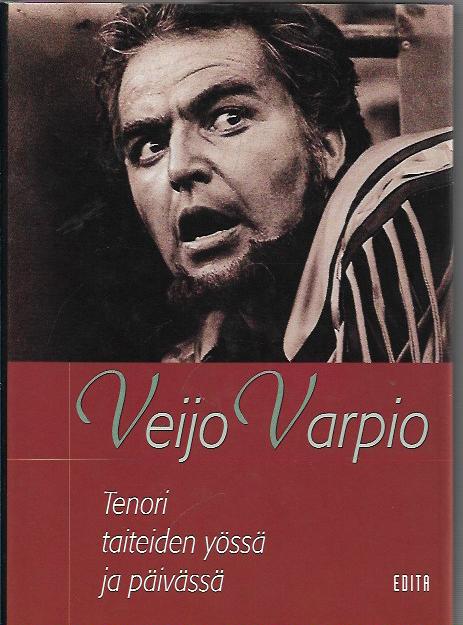 Veijo Varpio
Tenori
taiteiden yössä
ja päivässä
EDITA